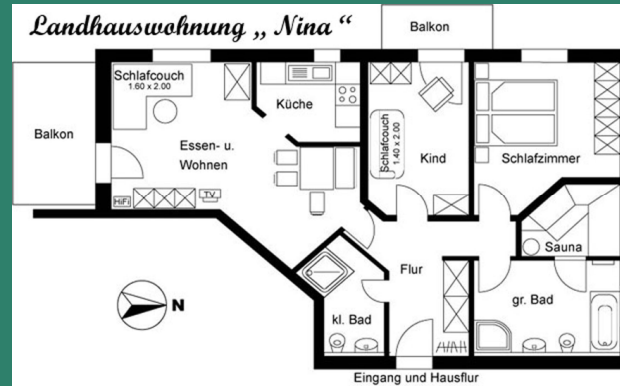 Landhauswohnung „ Nina “
Balkon
Schlafcouch
1.60 x 2.00
Küche
Balkon
Essen- u.
Wohnen
Schlafcouch
1.40 x 2.00
Kind
Schlafzimmer
HiFi
TV
Sauna
Flur
N
kl. Bad
gr. Bad
Eingang und Hausflur